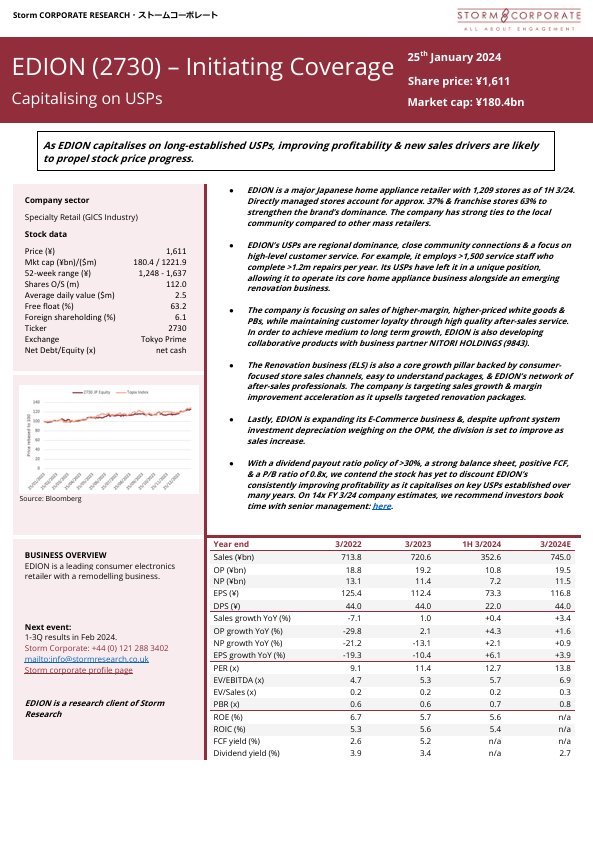 Storm CORPORATE RESEARCH・ストームコーポレート
STORM CORPORATE
ALL ABOUT ENGAGEMENT
EDION (2730) – Initiating Coverage
Capitalising on USPs
25th January 2024
Share price: ¥1,611
Market cap: ¥180.4bn
As EDION capitalises on long-established USPs, improving profitability & new sales drivers are likely
to propel stock price progress.
Company sector
Specialty Retail (GICS Industry)
Stock data
Price (¥) 1,611
Mkt cap (¥bn)/($m) 180.4 / 1221.9
52-week range (¥) 1,248 - 1,637
Shares O/S (m) 112.0
Average daily value ($m) 2.5
Free float (%) 63.2
Foreign shareholding (%) 6.1
Ticker 2730
Exchange Tokyo Prime
Net Debt/Equity (x) net cash
2730 JP Equity Topix Index
Price rebased to 100
140
120
100
80
60
40
20
0
Source: Bloomberg
BUSINESS OVERVIEW
EDION is a leading consumer electronics
retailer with a remodelling business.
Next event:
1-3Q results in Feb 2024.
Storm Corporate: +44 (0) 121 288 3402
mailto:info@stormresearch.co.uk
Storm corporate profile page
EDION is a research client of Storm
Research
• EDION is a major Japanese home appliance retailer with 1,209 stores as of 1H 3/24.
Directly managed stores account for approx. 37% & franchise stores 63% to
strengthen the brand's dominance. The company has strong ties to the local
community compared to other mass retailers.
• EDION's USPs are regional dominance, close community connections & a focus on
high-level customer service. For example, it employs >1,500 service staff who
complete >1.2m repairs per year. Its USPs have left it in a unique position,
allowing it to operate its core home appliance business alongside an emerging
renovation business.
• The company is focusing on sales of higher-margin, higher-priced white goods &
PBs, while maintaining customer loyalty through high quality after-sales service.
In order to achieve medium to long term growth, EDION is also developing
collaborative products with business partner NITORI HOLDINGS (9843).
• The Renovation business (ELS) is also a core growth pillar backed by consumer-
focused store sales channels, easy to understand packages, & EDION's network of
after-sales professionals. The company is targeting sales growth & margin
improvement acceleration as it upsells targeted renovation packages.
• Lastly, EDION is expanding its E-Commerce business &, despite upfront system
investment depreciation weighing on the OPM, the division is set to improve as
sales increase.
• With a dividend payout ratio policy of >30%, a strong balance sheet, positive FCF,
& a P/B ratio of 0.8x, we contend the stock has yet to discount EDION's
consistently improving profitability as it capitalises on key USPs established over
many years. On 14x FY 3/24 company estimates, we recommend investors book
time with senior management: here.
Year end 3/2022 3/2023 1H 3/2024 3/2024E
Sales (¥bn) 713.8 720.6 352.6 745.0
OP (¥bn) 18.8 19.2 10.8 19.5
NP (¥bn) 13.1 11.4 7.2 11.5
EPS (¥) 125.4 112.4 73.3 116.8
DPS (¥) 44.0 44.0 22.0 44.0
Sales growth YoY (%) -7.1 1.0 +0.4 +3.4
OP growth YoY (%) -29.8 2.1 +4.3 +1.6
NP growth YoY (%) -21.2 -13.1 +2.1 +0.9
EPS growth YoY (%) -19.3 -10.4 +6.1 +3.9
PER (x) 9.1 11.4 12.7 13.8
EV/EBITDA (x) 4.7 5.3 5.7 6.9
EV/Sales (x) 0.2 0.2 0.2 0.3
PBR (x) 0.6 0.6 0.7 0.8
ROE (%) 6.7 5.7 5.6 n/a
ROIC (%) 5.3 5.6 5.4 n/a
FCF yield (%) 2.6 5.2 n/a n/a
Dividend yield (%) 3.9 3.4 n/a 2.7